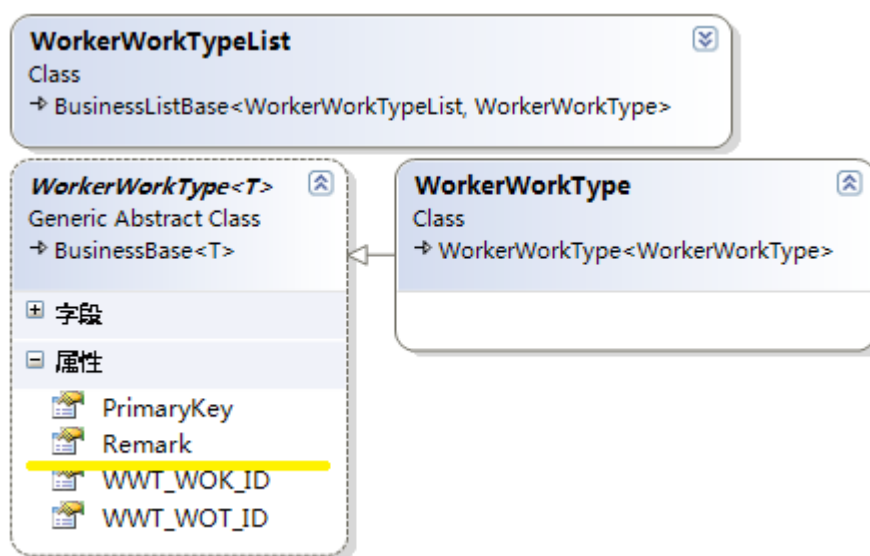 WorkerWorkTypeList
Class
BusinessListBase<WorkerWorkTypeList, WorkerWorkType>
WorkerWorkType<T>
Generic Abstract Class
BusinessBase<T>
字段
属性
PrimaryKey
Remark
WWT_WOK_ID
WWT_WOT_ID
WorkerWorkType
Class
WorkerWorkType<WorkerWorkType>